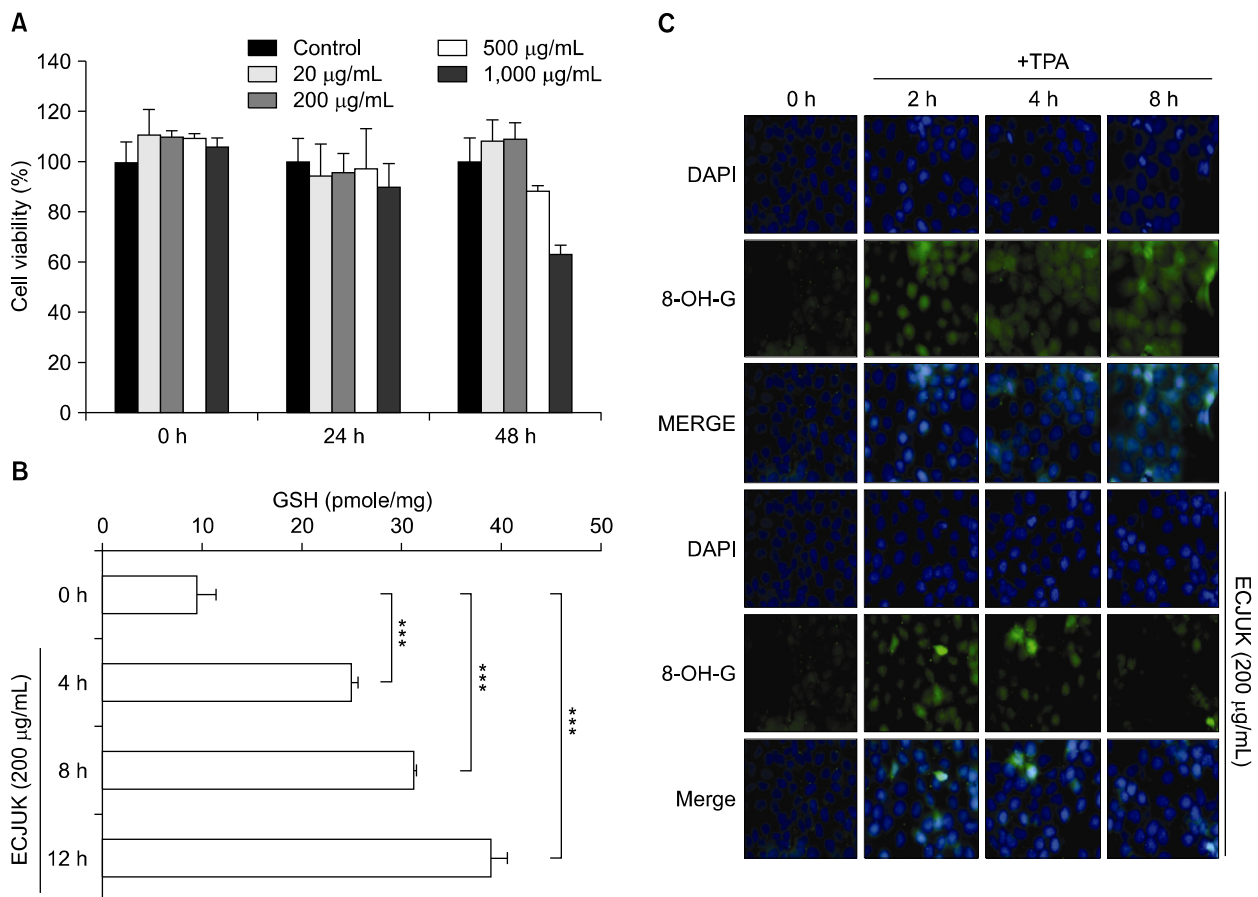 A
Control
20 µg/mL
200 µg/mL
500 µg/mL
1,000 µg/mL
Cell viability (%)
140
120
100
80
60
40
20
0
0 h
24 h
48 h
B
GSH (pmole/mg)
0
10
20
30
40
50
0 h
4 h
8 h
12 h
ECJUK (200 µg/mL)
***
***
***
C
+TPA
0 h
2 h
4 h
8 h
DAPI
8-OH-G
MERGE
DAPI
8-OH-G
Merge
ECJUK (200 µg/mL)